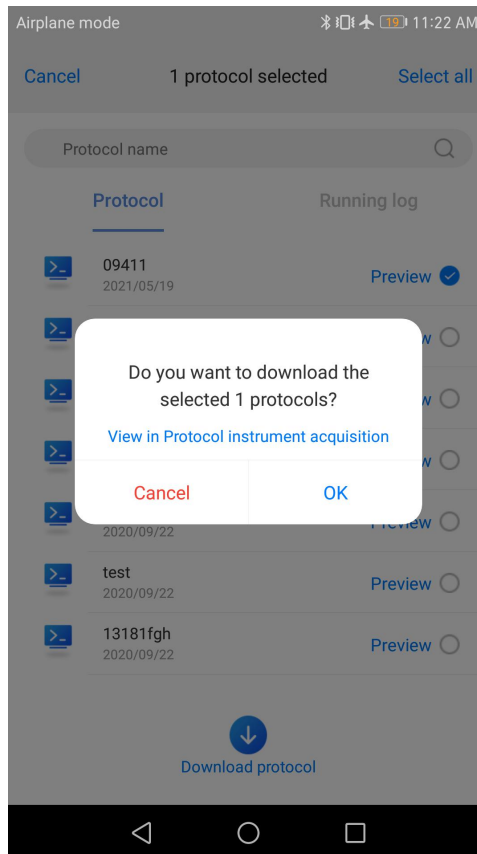 Airplane mode 19 11:22 AM
Cancel 1 protocol selected Select all
Protocol name
Protocol Running log
09411
2021/05/19
Preview
Do you want to download the
selected 1 protocols?
View in Protocol instrument acquisition
Cancel OK
2020/09/22
Preview
test
2020/09/22
Preview
13181fgh
2020/09/22
Preview
Download protocol